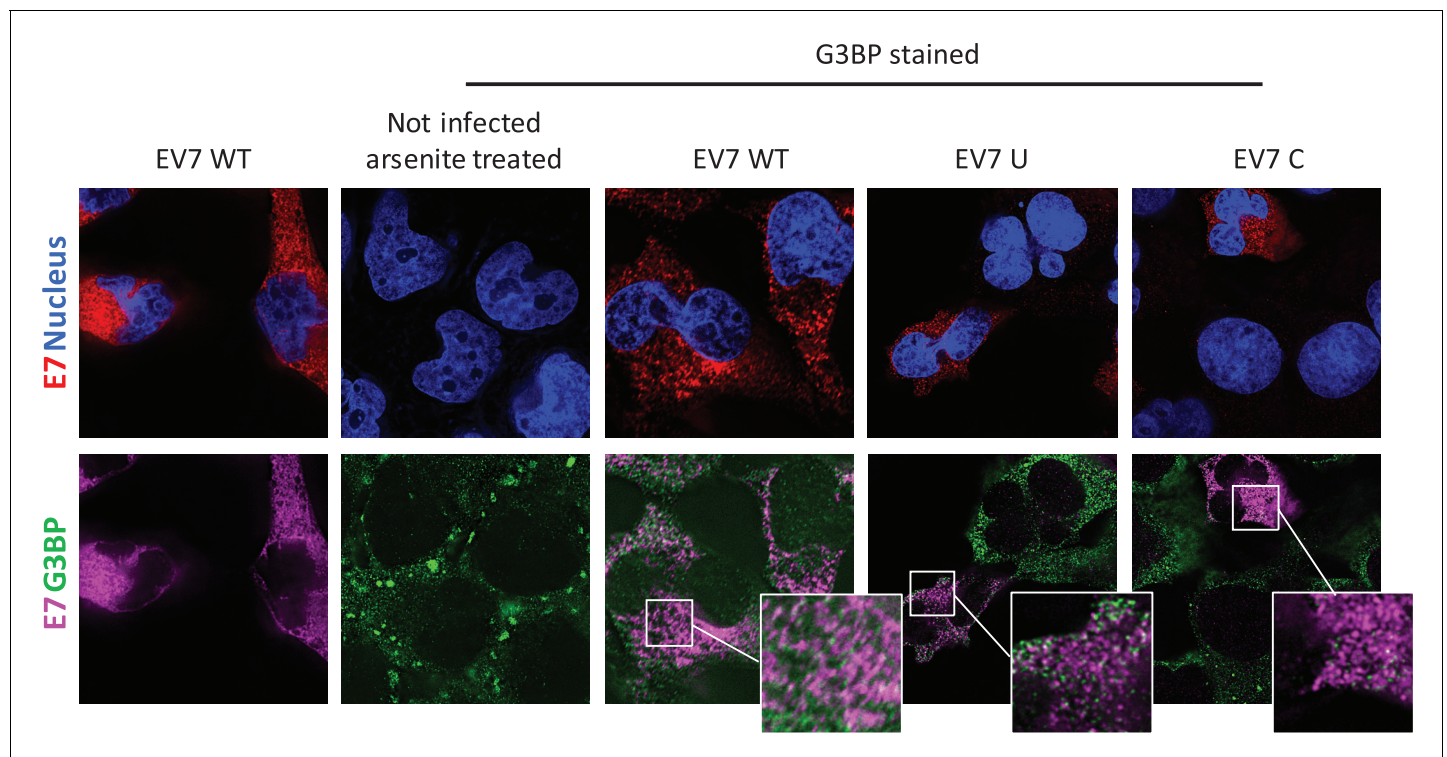 G3BP stained
Not infected
arsenite treated
EV7 WT
EV7 WT
EV7 U
EV7 C
E7 Nucleus
E7 G3BP